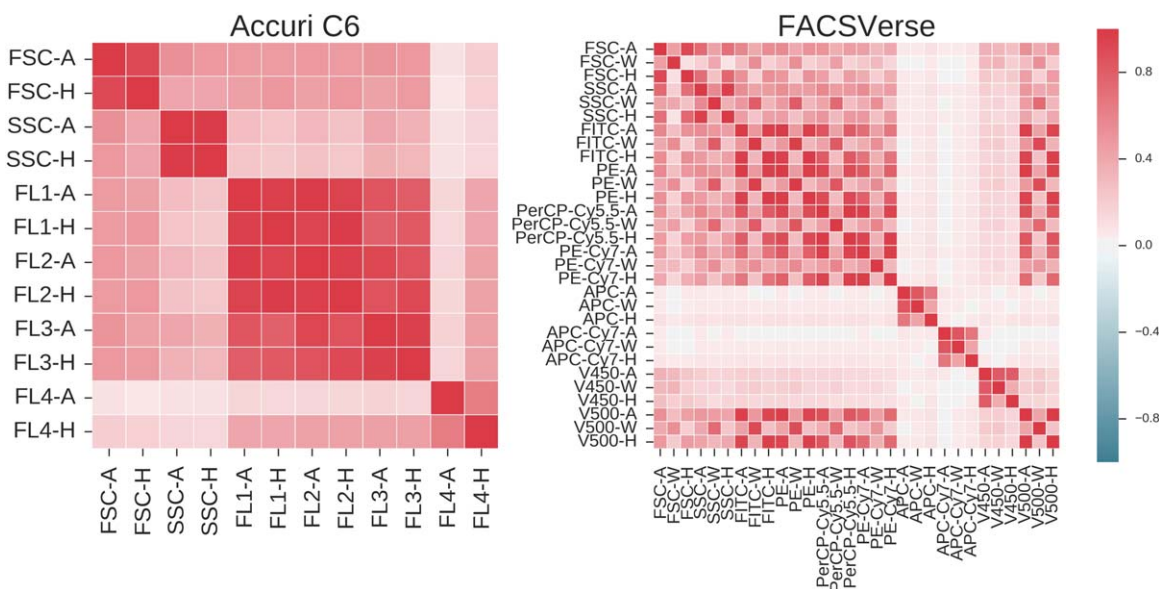 Accuri C6
FSC-A
FSC-H
SSC-A
SSC-H
FL1-A
FL1-H
FL2-A
FL2-H
FL3-A
FL3-H
FL4-A
FL4-H
FSC-A
FSC-H
SSC-A
SSC-H
FL1-A
FL1-H
FL2-A
FL2-H
FL3-A
FL3-H
FL4-A
FL4-H
FACSVerse
FSC-A
FSC-W
FSC-H
SSC-A
SSC-W
SSC-H
FITC-A
FITC-W
FITC-H
PE-A
PE-W
PE-H
PerCP-Cy5.5-A
PerCP-Cy5.5-W
PerCP-Cy5.5-H
PE-Cy7-A
PE-Cy7-W
PE-Cy7-H
APC-A
APC-W
APC-H
APC-Cy7-A
APC-Cy7-W
APC-Cy7-H
V450-A
V450-W
V450-H
V500-A
V500-W
V500-H
FSC-A
FSC-W
FSC-H
SSC-A
SSC-W
SSC-H
FITC-A
FITC-W
FITC-H
PE-A
PE-W
PE-H
PerCP-Cy5.5-A
PerCP-Cy5.5-W
PerCP-Cy5.5-H
PE-Cy7-A
PE-Cy7-W
PE-Cy7-H
APC-A
APC-W
APC-H
APC-Cy7-A
APC-Cy7-W
APC-Cy7-H
V450-A
V450-W
V450-H
V500-A
V500-W
V500-H
0.8
0.4
0.0
−0.4
−0.8